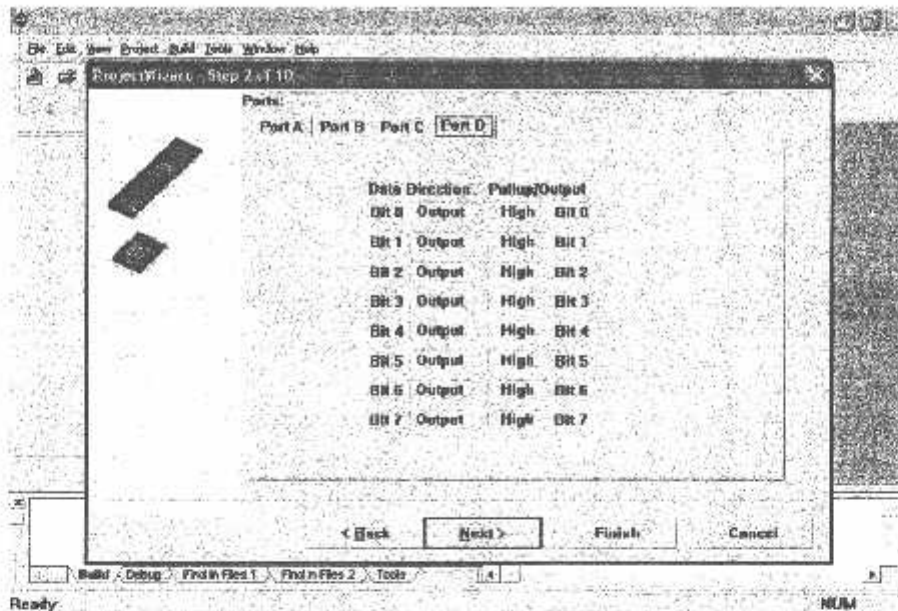 File Edit View Project Build Tools Window Help
ProjectWizard - Step 2 of 10
Ports:
Port A Port B Port C Port D
Data Direction Pullup/Output
Bit 0 Output High Bit 0
Bit 1 Output High Bit 1
Bit 2 Output High Bit 2
Bit 3 Output High Bit 3
Bit 4 Output High Bit 4
Bit 5 Output High Bit 5
Bit 6 Output High Bit 6
Bit 7 Output High Bit 7
< Back Next > Finish Cancel
Build Debug Find in Files 1 Find in Files 2 Tools
Ready NUM